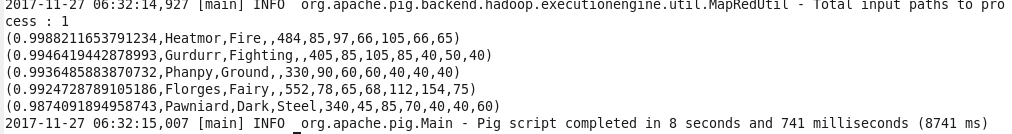 2017-11-27 06:32:14,927 [main] INFO  org.apache.pig.backend.hadoop.executionengine.util.MapRedUtil - Total input paths to pro
cess : 1
(0.9988211653791234,Heatmor,Fire,,484,85,97,66,105,66,65)
(0.9946419442878993,Gurdurr,Fighting,,405,85,105,85,40,50,40)
(0.9936485883870732,Phanpy,Ground,,330,90,60,60,40,40,40)
(0.9924728789105186,Florges,Fairy,,552,78,65,68,112,154,75)
(0.9874091894958743,Pawniard,Dark,Steel,340,45,85,70,40,40,60)
2017-11-27 06:32:15,007 [main] INFO  org.apache.pig.Main - Pig script completed in 8 seconds and 741 milliseconds (8741 ms)